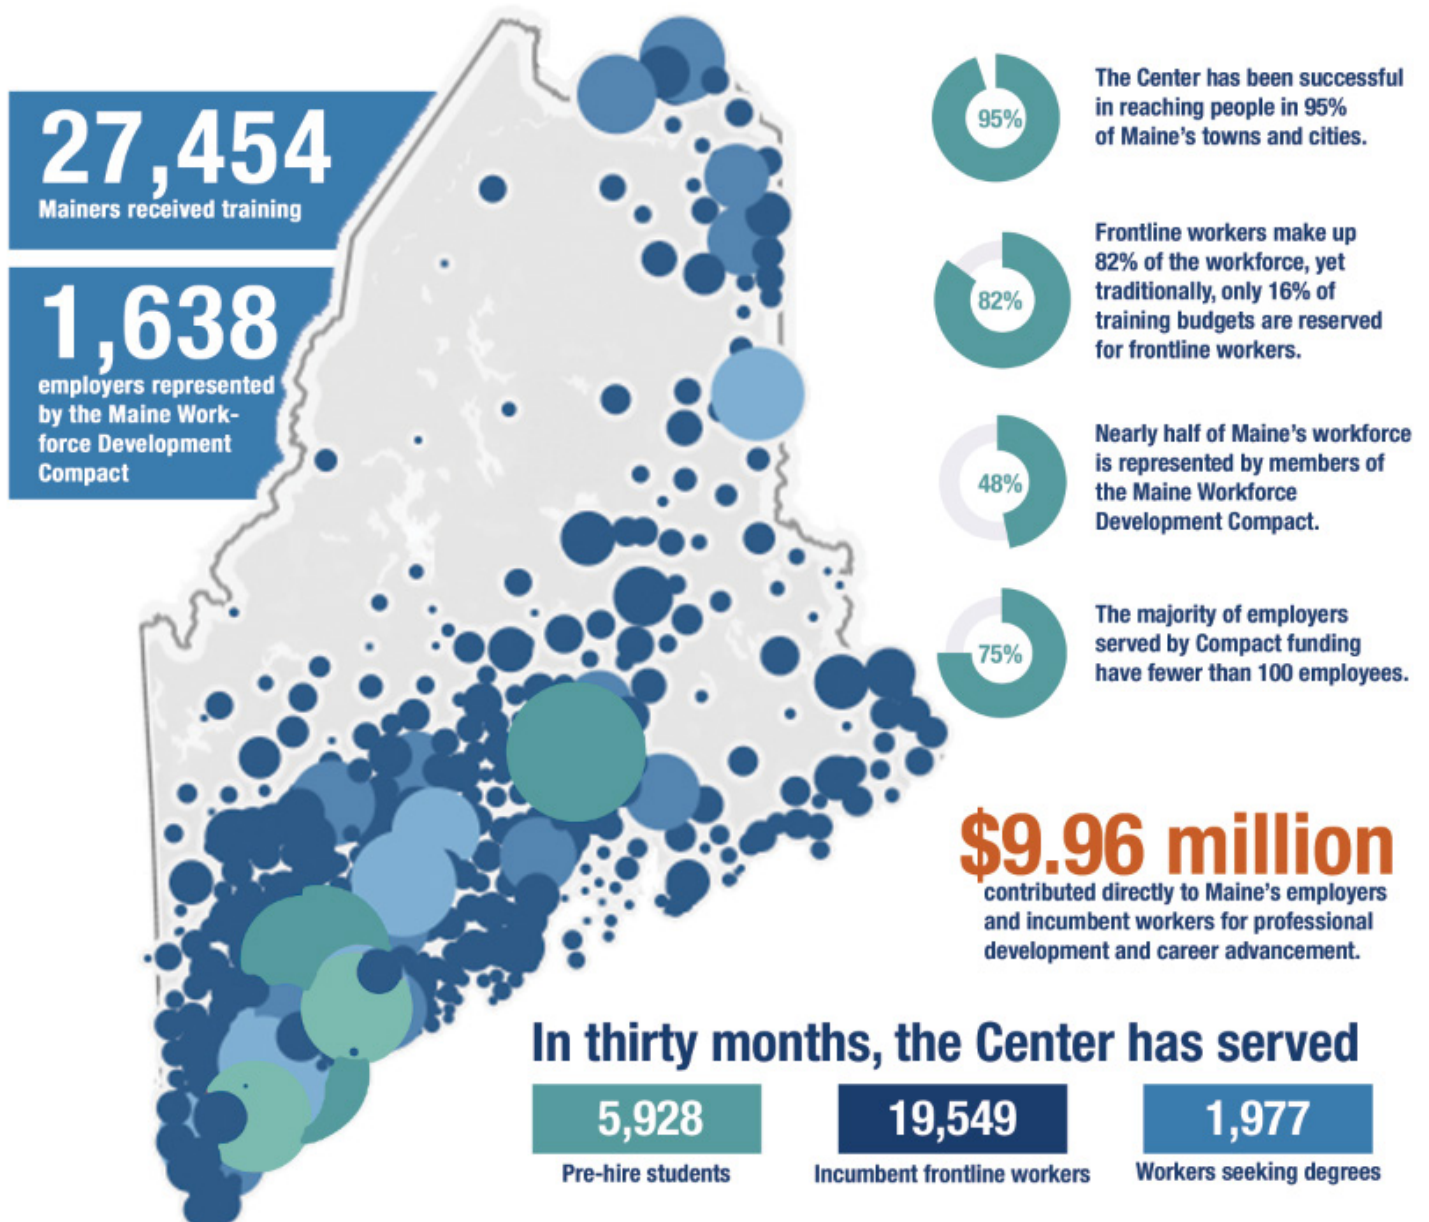 27,454
Mainers received training
1,638
employers represented
by the Maine Work-
force Development
Compact
95%
The Center has been successful
in reaching people in 95%
of Maine's towns and cities.
82%
Frontline workers make up
82% of the workforce, yet
traditionally, only 16% of
training budgets are reserved
for frontline workers.
48%
Nearly half of Maine's workforce
is represented by members of
the Maine Workforce
Development Compact.
75%
The majority of employers
served by Compact funding
have fewer than 100 employees.
$9.96 million
contributed directly to Maine's employers
and incumbent workers for professional
development and career advancement.
In thirty months, the Center has served
5,928
Pre-hire students
19,549
Incumbent frontline workers
1,977
Workers seeking degrees